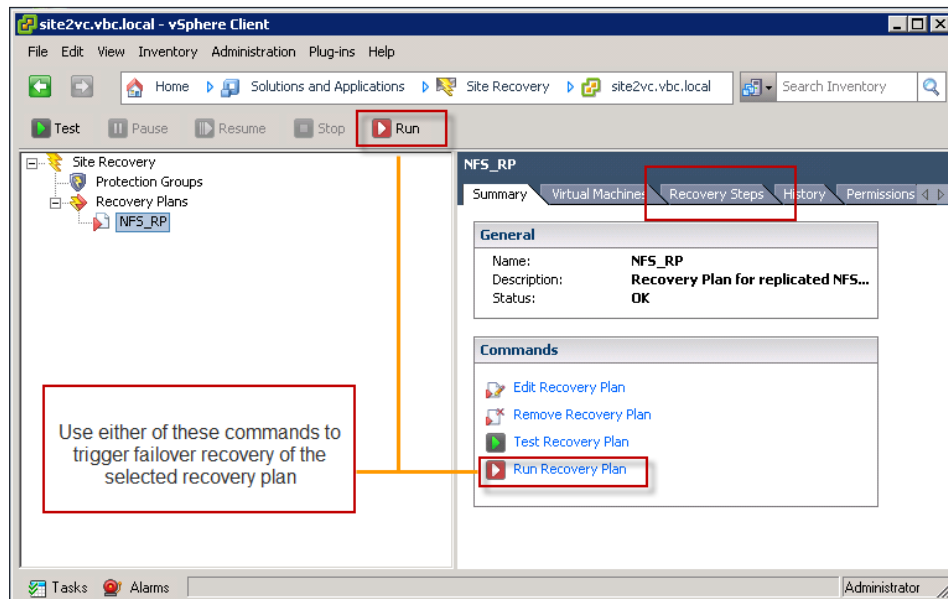 site2vc.vbc.local - vSphere Client
File Edit View Inventory Administration Plug-ins Help
Home Solutions and Applications Site Recovery site2vc.vbc.local Search Inventory
Test Pause Resume Stop Run
Site Recovery
Protection Groups
Recovery Plans
NFS_RP
NFS_RP
Summary Virtual Machines Recovery Steps History Permissions
General
Name: NFS_RP
Description: Recovery Plan for replicated NFS...
Status: OK
Commands
Edit Recovery Plan
Remove Recovery Plan
Test Recovery Plan
Run Recovery Plan
Use either of these commands to
trigger failover recovery of the
selected recovery plan
Tasks Alarms Administrator